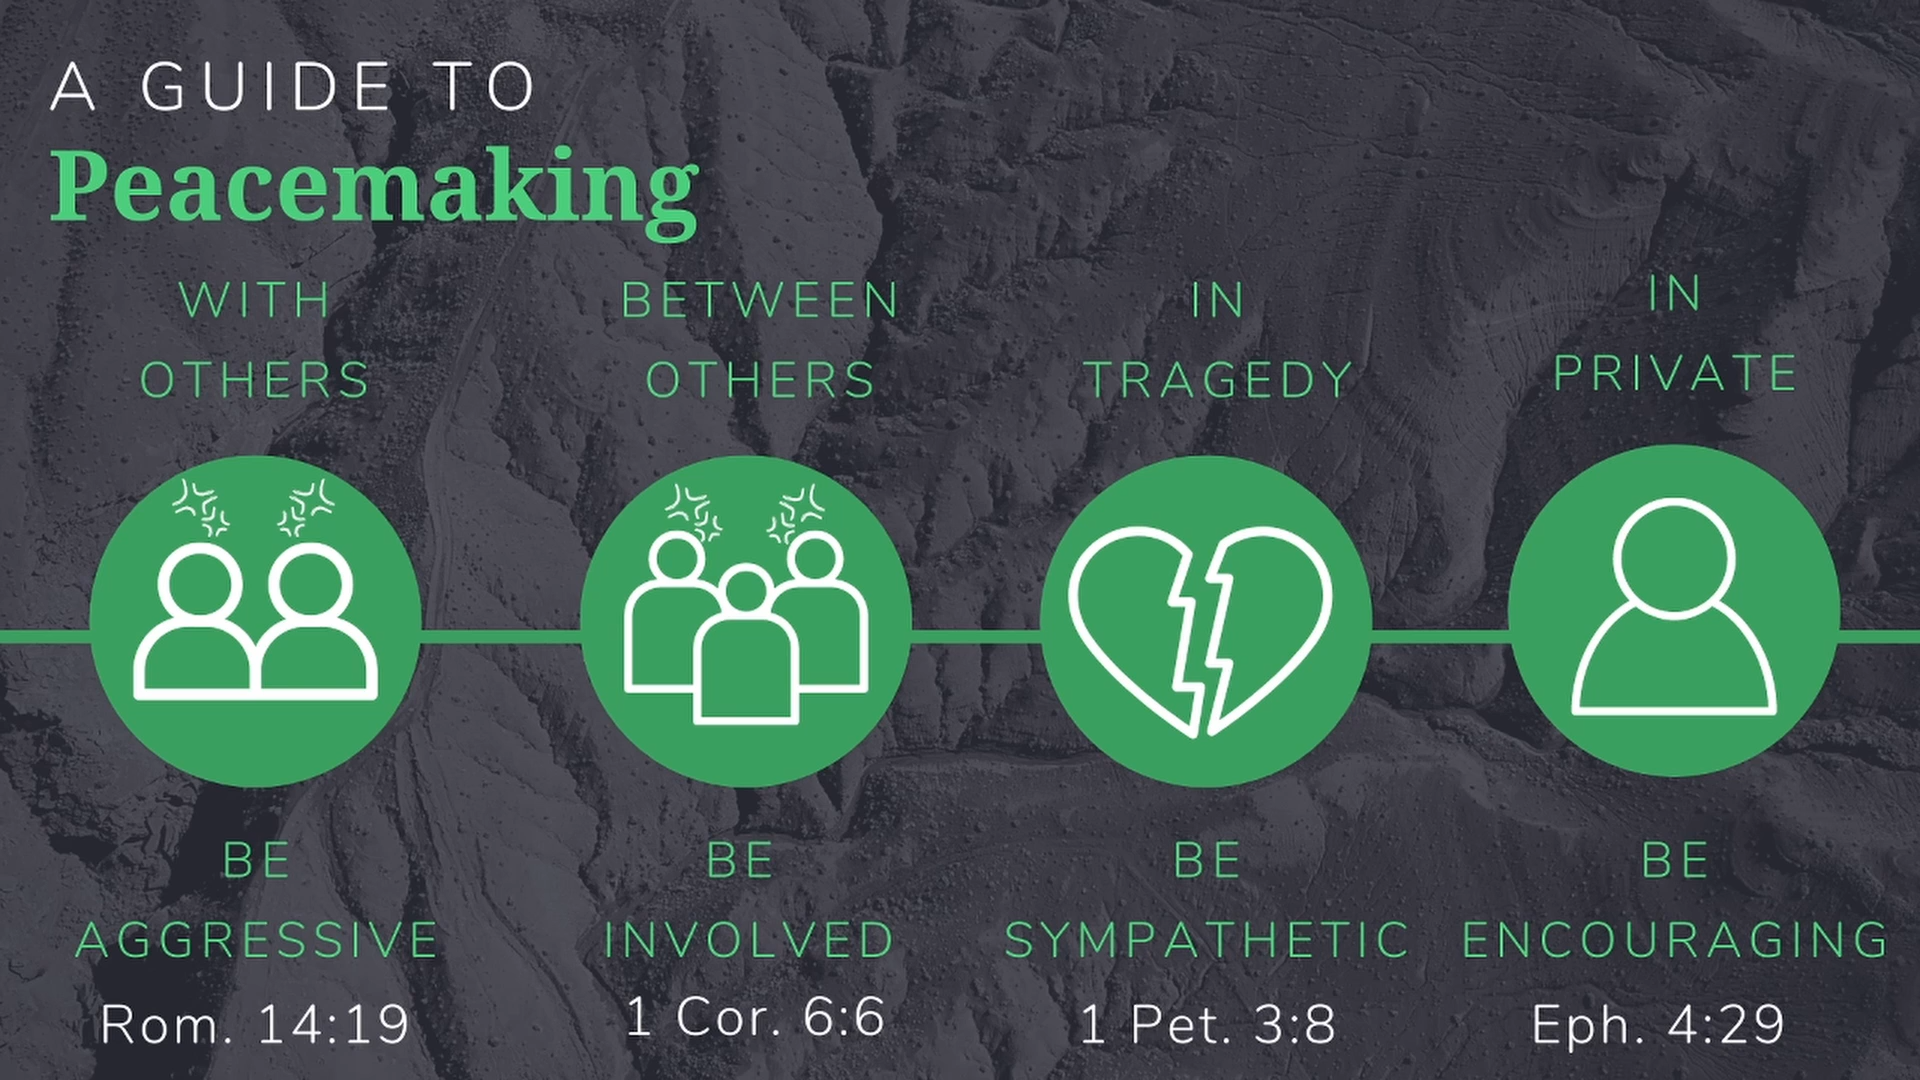 A GUIDE TO
Peacemaking
WITH
OTHERS
BETWEEN
OTHERS
IN
TRAGEDY
IN
PRIVATE
BE
AGGRESSIVE
Rom. 14:19
BE
INVOLVED
1 Cor. 6:6
BE
SYMPATHETIC
1 Pet. 3:8
BE
ENCOURAGING
Eph. 4:29